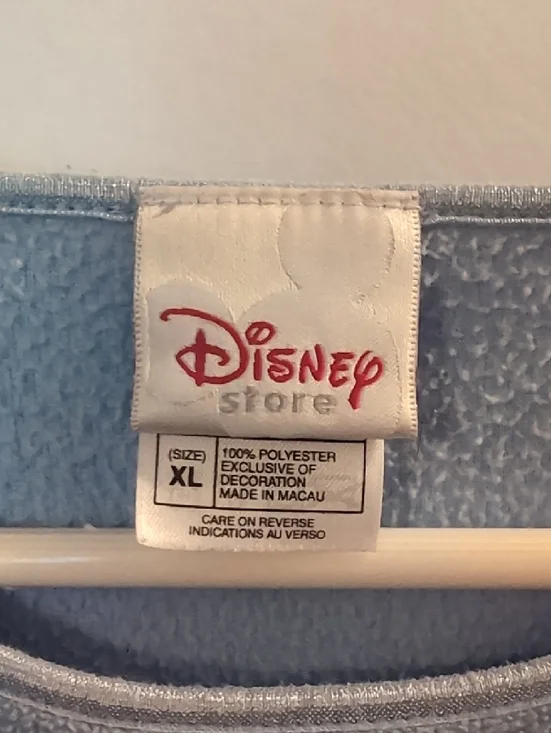 Disney
store
(SIZE)
XL
100% POLYESTER
EXCLUSIVE OF
DECORATION
MADE IN MACAU
CARE ON REVERSE
INDICATIONS AU VERSO